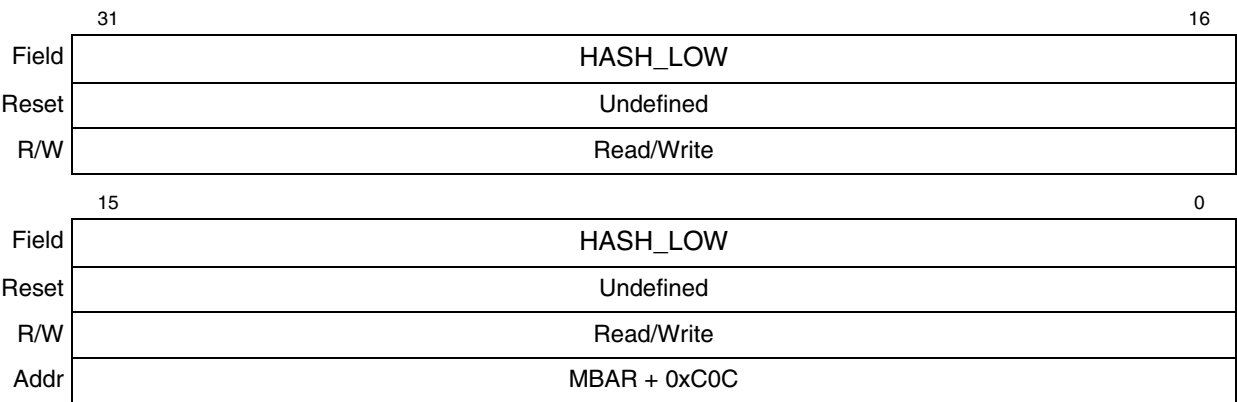 31 16
Field HASH_LOW
Reset Undefined
R/W Read/Write
15 0
Field HASH_LOW
Reset Undefined
R/W Read/Write
Addr MBAR + 0xC0C